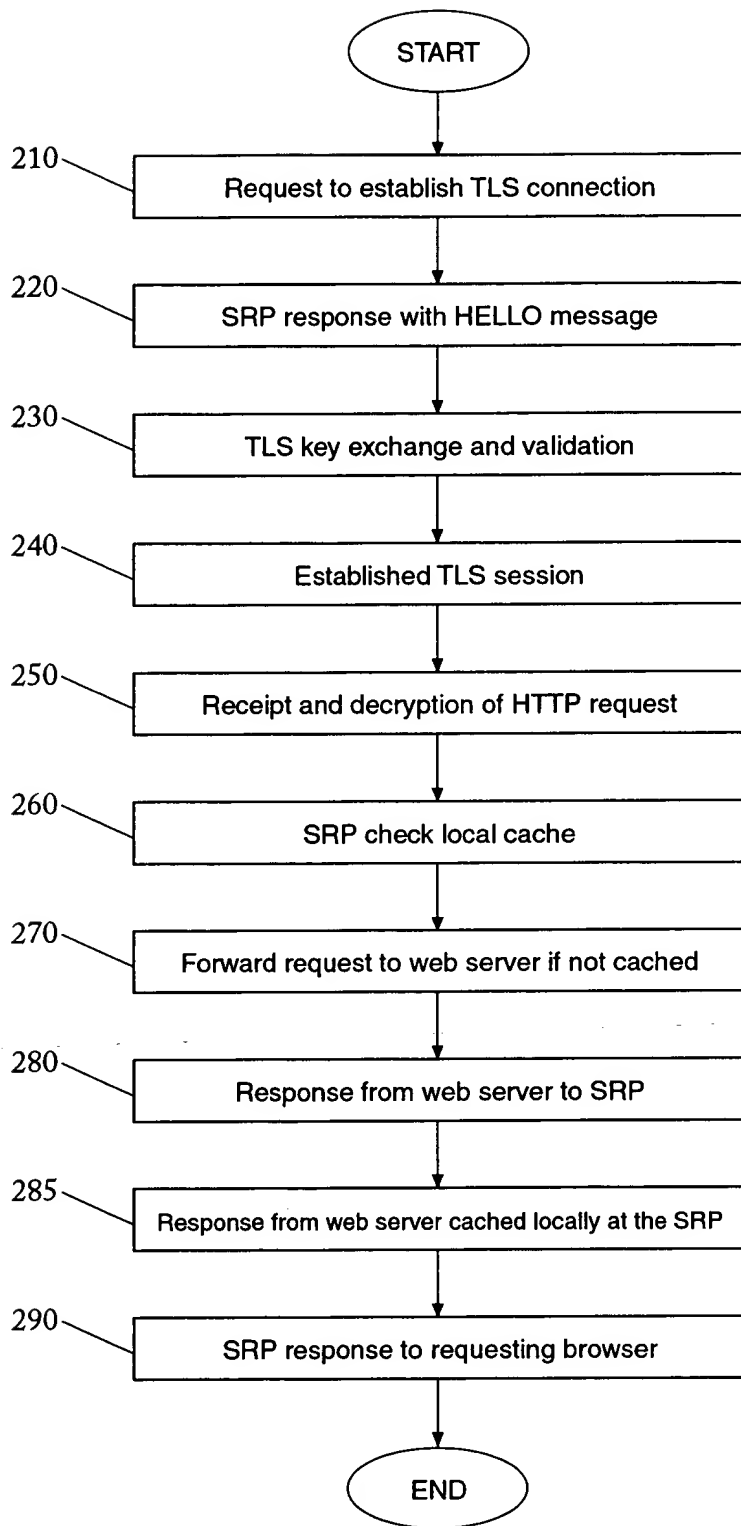 START
210
Request to establish TLS connection
220
SRP response with HELLO message
230
TLS key exchange and validation
240
Established TLS session
250
Receipt and decryption of HTTP request
260
SRP check local cache
270
Forward request to web server if not cached
280
Response from web server to SRP
285
Response from web server cached locally at the SRP
290
SRP response to requesting browser
END